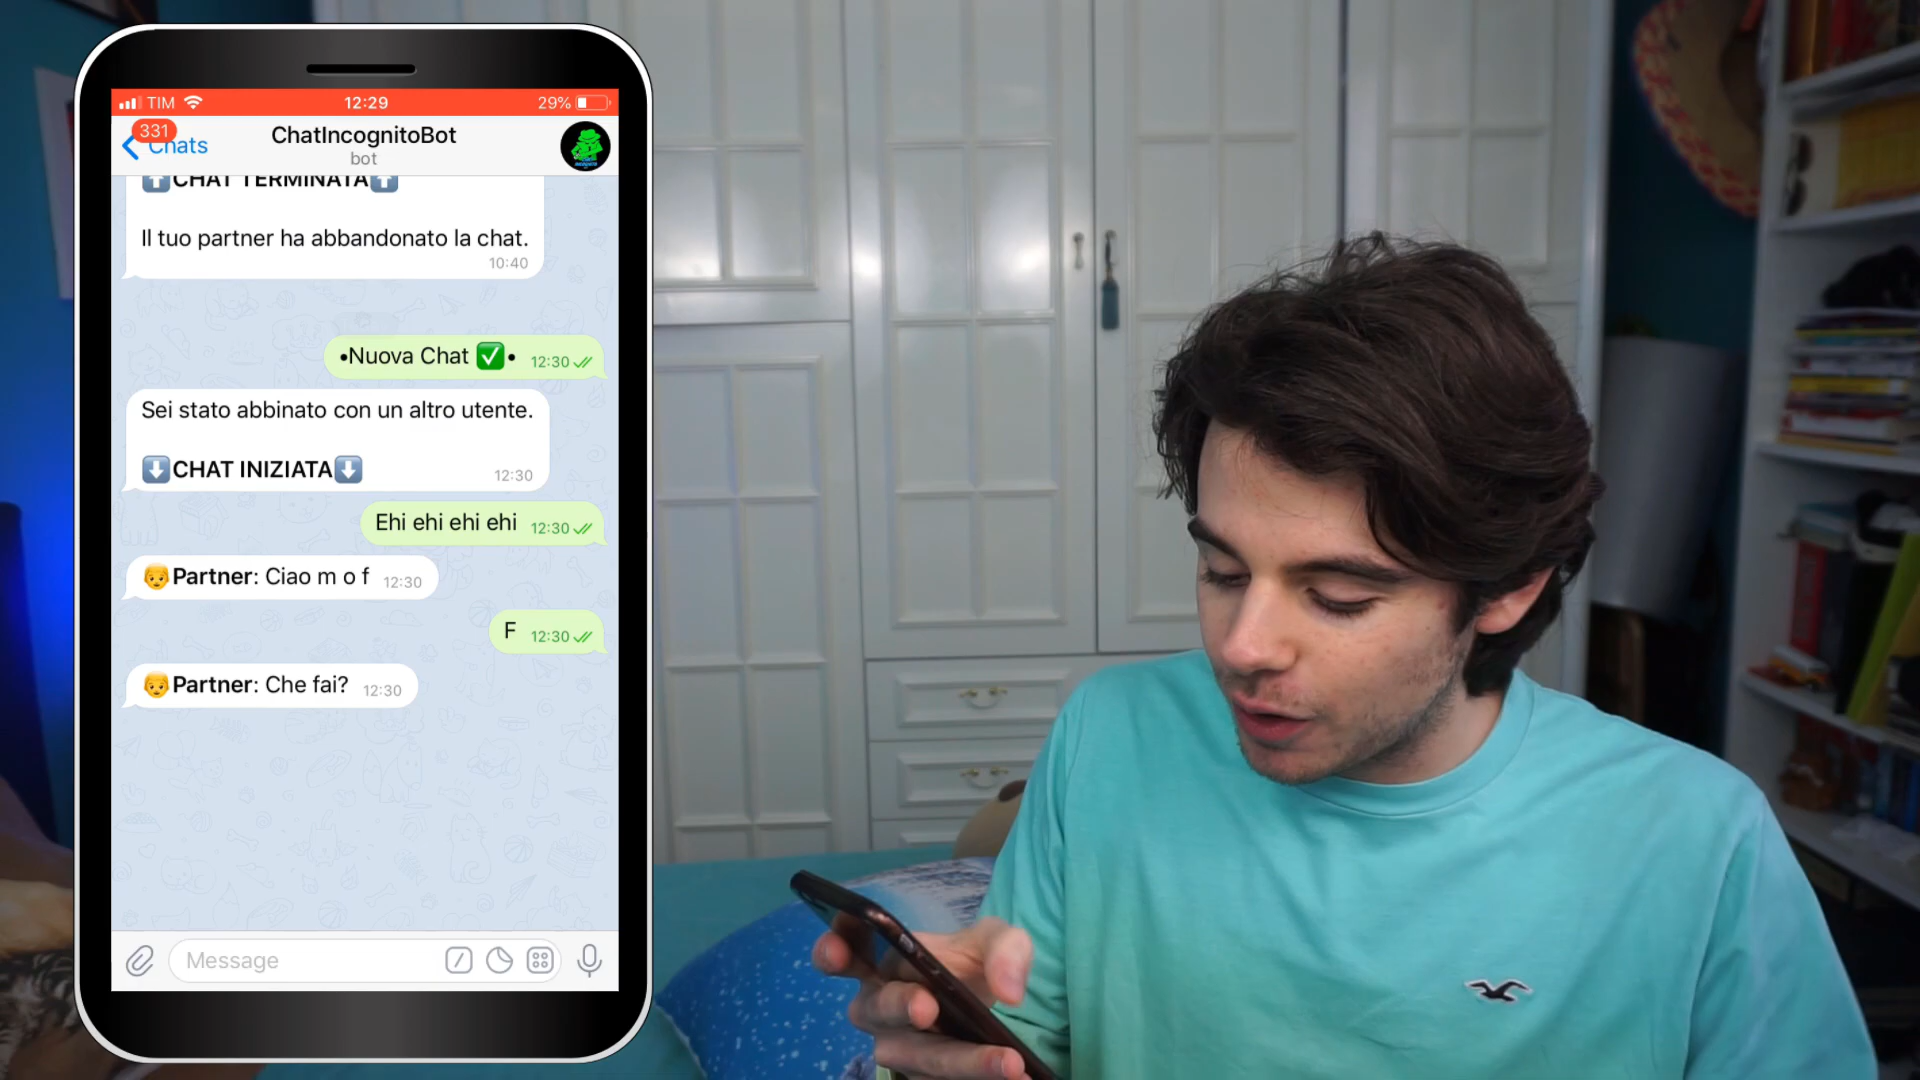 TIM
12:29
29%
331
Chats
ChatIncognitoBot
bot
⬆️CHAT TERMINATA⬆️
Il tuo partner ha abbandonato la chat.
10:40
•Nuova Chat ✅• 12:30
Sei stato abbinato con un altro utente.
⬇️CHAT INIZIATA⬇️ 12:30
Ehi ehi ehi ehi 12:30
Partner: Ciao m o f 12:30
F 12:30
Partner: Che fai? 12:30
Message